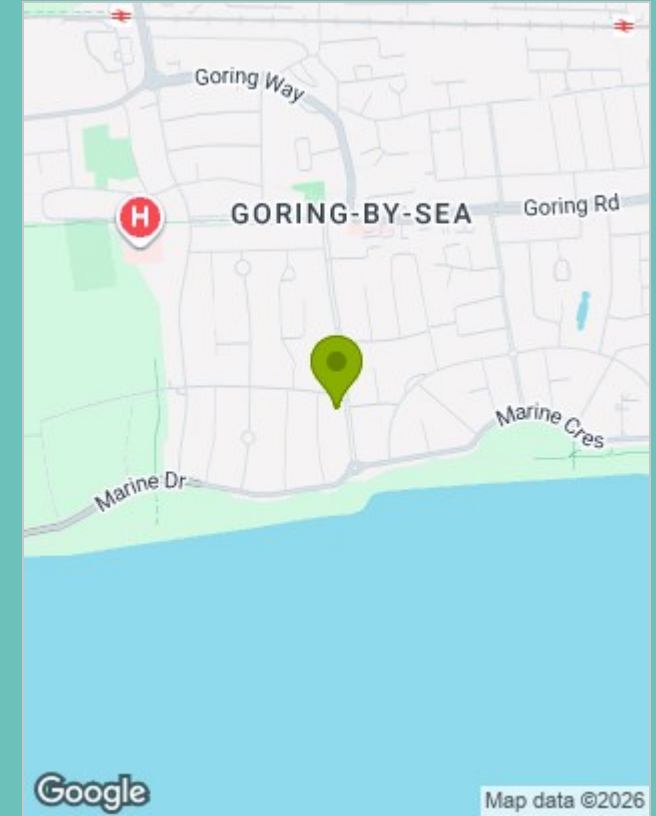 Goring Way
H
GORING-BY-SEA
Goring Rd
Marine Cres
Marine Dr
Google
Map data ©2026